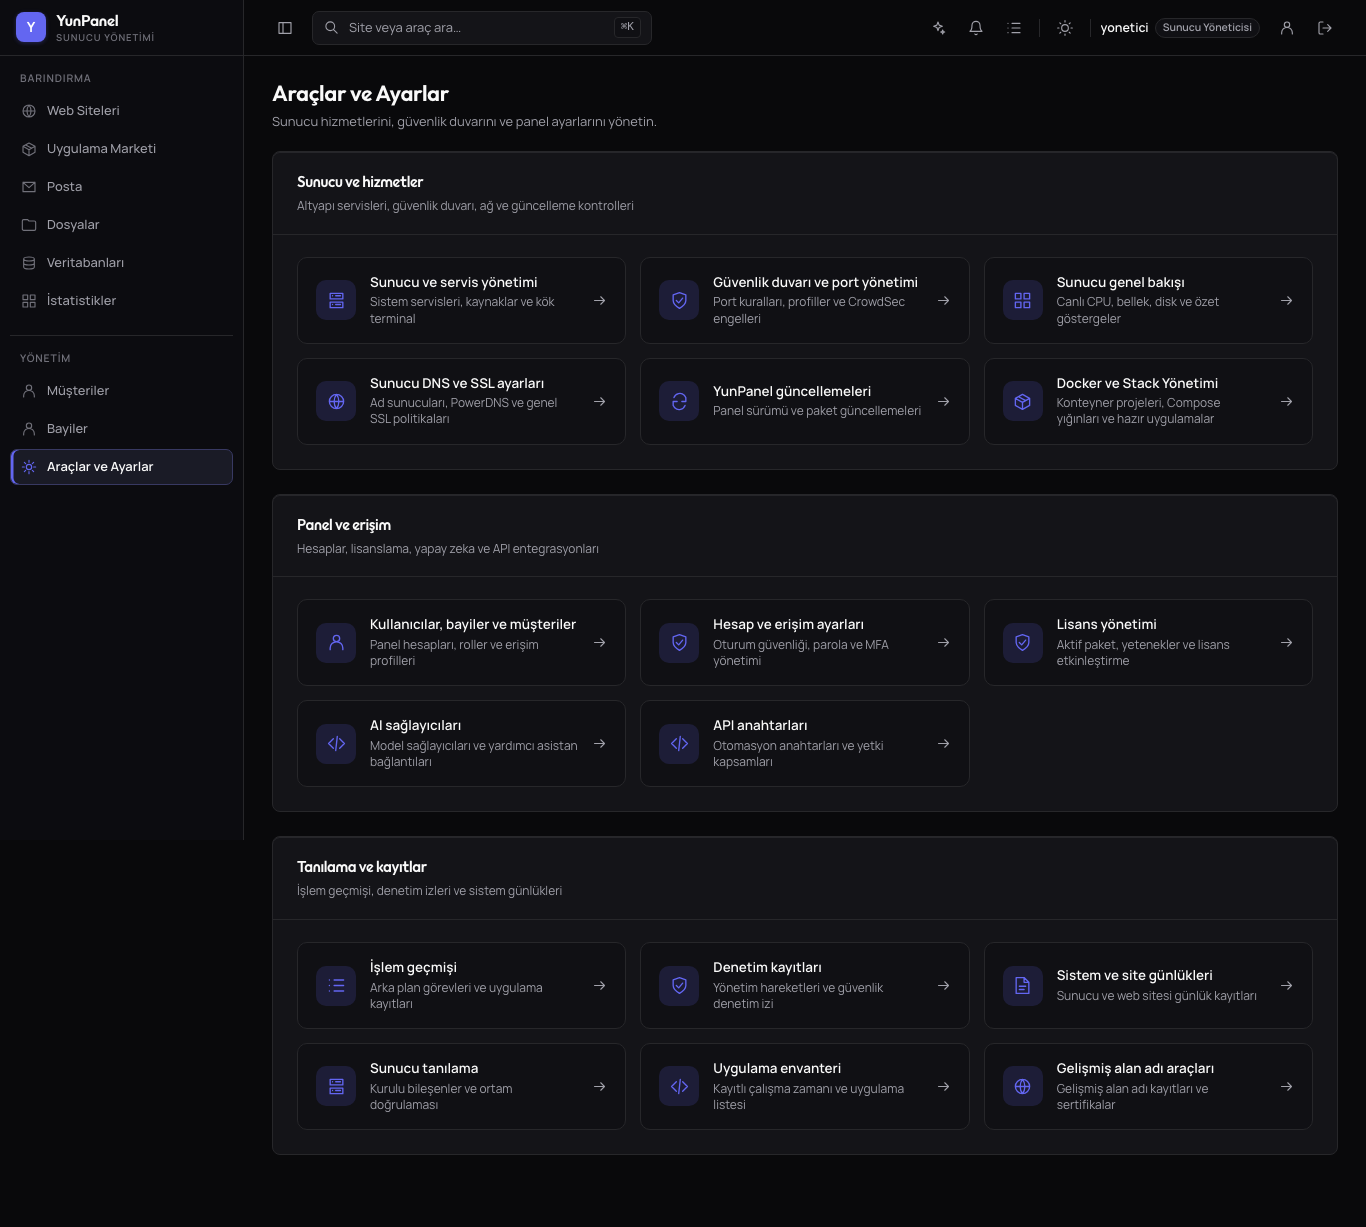 Y
YunPanel
SUNUCU YÖNETİMİ
Site veya araç ara...
⌘K
yonetici
Sunucu Yöneticisi
BARINDIRMA
Web Siteleri
Uygulama Marketi
Posta
Dosyalar
Veritabanları
İstatistikler
YÖNETİM
Müşteriler
Bayiler
Araçlar ve Ayarlar
Araçlar ve Ayarlar
Sunucu hizmetlerini, güvenlik duvarını ve panel ayarlarını yönetin.
Sunucu ve hizmetler
Altyapı servisleri, güvenlik duvarı, ağ ve güncelleme kontrolleri
Sunucu ve servis yönetimi
Sistem servisleri, kaynaklar ve kök
terminal
Güvenlik duvarı ve port yönetimi
Port kuralları, profiller ve CrowdSec
engelleri
Sunucu genel bakışı
Canlı CPU, bellek, disk ve özet
göstergeler
Sunucu DNS ve SSL ayarları
Ad sunucuları, PowerDNS ve genel
SSL politikaları
YunPanel güncellemeleri
Panel sürümü ve paket güncellemeleri
Docker ve Stack Yönetimi
Konteyner projeleri, Compose
yığınları ve hazır uygulamalar
Panel ve erişim
Hesaplar, lisanslama, yapay zeka ve API entegrasyonları
Kullanıcılar, bayiler ve müşteriler
Panel hesapları, roller ve erişim
profilleri
Hesap ve erişim ayarları
Oturum güvenliği, parola ve MFA
yönetimi
Lisans yönetimi
Aktif paket, yetenekler ve lisans
etkinleştirme
AI sağlayıcıları
Model sağlayıcıları ve yardımcı asistan
bağlantıları
API anahtarları
Otomasyon anahtarları ve yetki
kapsamları
Tanılama ve kayıtlar
İşlem geçmişi, denetim izleri ve sistem günlükleri
İşlem geçmişi
Arka plan görevleri ve uygulama
kayıtları
Denetim kayıtları
Yönetim hareketleri ve güvenlik
denetim izi
Sistem ve site günlükleri
Sunucu ve web sitesi günlük kayıtları
Sunucu tanılama
Kurulu bileşenler ve ortam
doğrulaması
Uygulama envanteri
Kayıtlı çalışma zamanı ve uygulama
listesi
Gelişmiş alan adı araçları
Gelişmiş alan adı kayıtları ve
sertifikalar